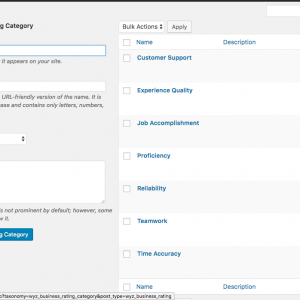 ng Category
it appears on your site.
URL-friendly version of the name. It is
ase and contains only letters, numbers,
is not prominent by default; however, some
w it.
g Category
Bulk Actions
Apply
Name Description
Customer Support
Experience Quality
Job Accomplishment
Proficiency
Reliability
Teamwork
Time Accuracy
Name Description
?taxonomy=wyz_business_rating_category&post_type=wyz_business_rating